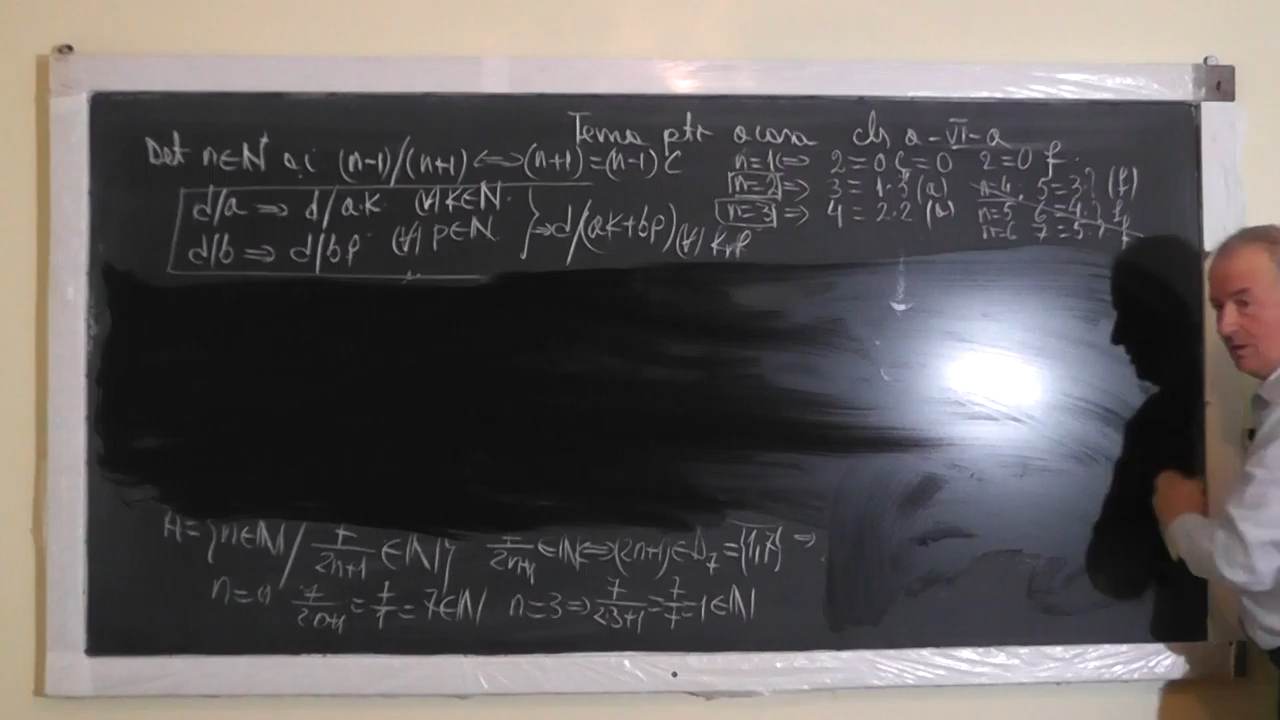 Tema ptr acasa cls a-VI-a
Det n∈N* a.i (n-1)/(n+1) ⟺ (n+1)=(n-1) C
d/a ⇒ d/a·k (∀) k∈N
d/b ⇒ d/bp (∀) p∈N } ⇒ d/(ak+bp) (∀) k,p
n=1 ⇒ 2=0·C=0 2=0 f.
n=2 ⇒ 3=1·3 (a) n=4 5=3·? (f)
n=3 ⇒ 4=2·2 (a) n=5 6=4·? f
n=6 7=5·? f
A={n∈N/ 7/2n+1 ∈N} 7/2n+1 ∈N ⟺ (2n+1)∈D7={1,7} ⇒
n=0 7/2n+1 = 7/1 = 7∈N n=3 ⇒ 7/2·3+1 = 7/7 = 1∈N